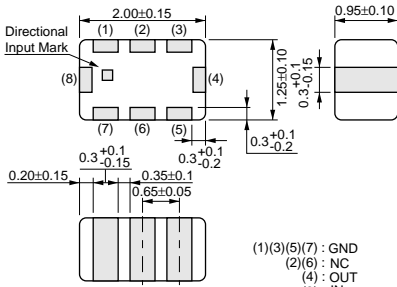 2.00±0.15
0.95±0.10
Directional
Input Mark
(1) (2) (3)
(8) (4)
(7) (6) (5)
1.25±0.10
0.3+0.1-0.15
0.3+0.1-0.2
0.3+0.1-0.2
0.3+0.1-0.15
0.20±0.15
0.35±0.1
0.65±0.05
(1)(3)(5)(7) : GND
(2)(6) : NC
(4) : OUT